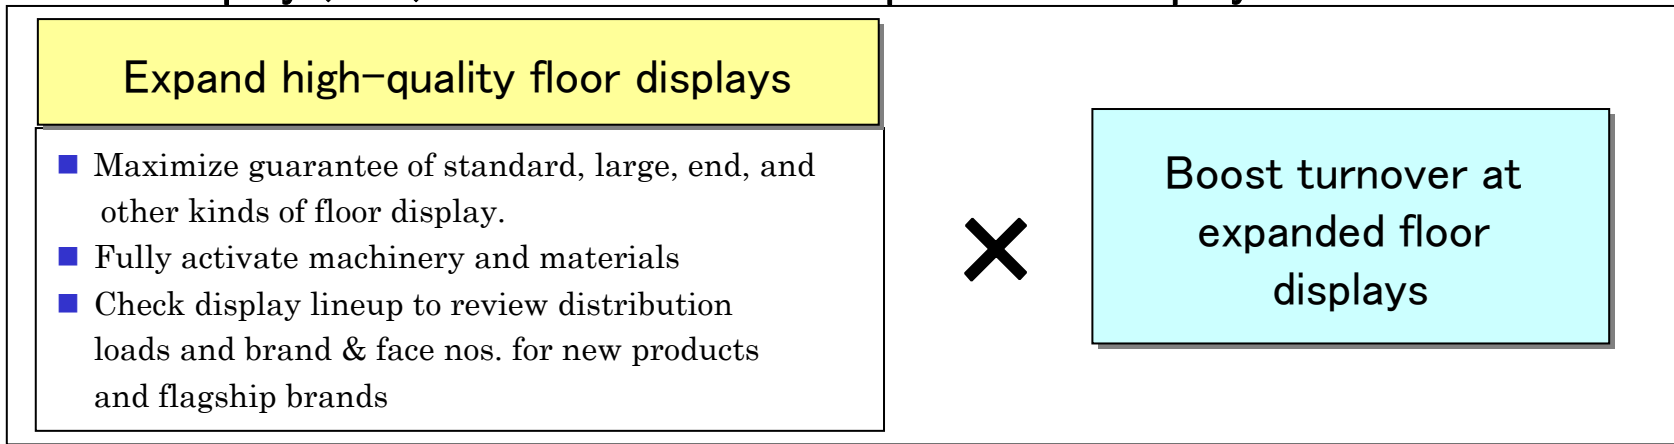 Expand high-quality floor displays
■ Maximize guarantee of standard, large, end, and
other kinds of floor display.
■ Fully activate machinery and materials
■ Check display lineup to review distribution
loads and brand & face nos. for new products
and flagship brands
×
Boost turnover at
expanded floor
displays